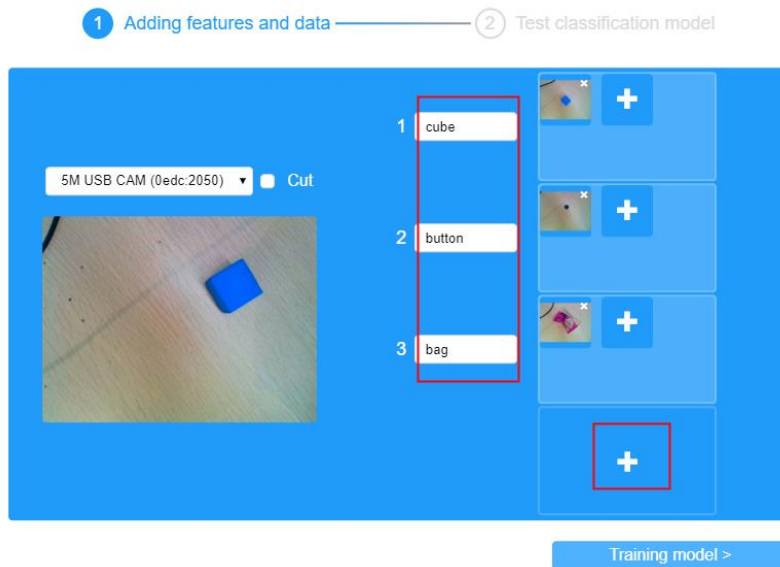 1 Adding features and data 2 Test classification model
1 cube
5M USB CAM (0edc:2050) Cut
2 button
3 bag
Training model >